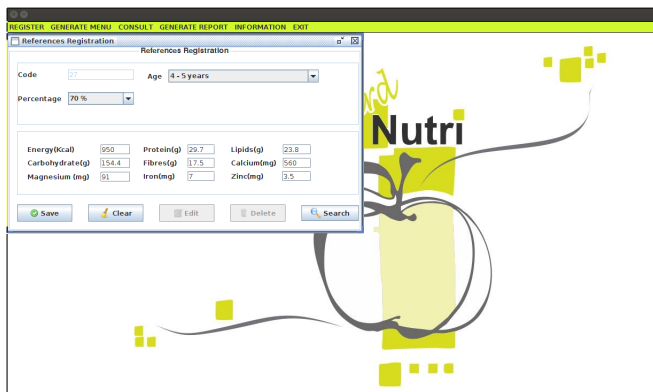 REGISTER GENERATE MENU CONSULT GENERATE REPORT INFORMATION EXIT
References Registration
References Registration
Code 27 Age 4 - 5 years
Percentage 70 %
Energy(Kcal) 950 Protein(g) 29.7 Lipids(g) 23.8
Carbohydrate(g) 154.4 Fibres(g) 17.5 Calcium(mg) 560
Magnesium (mg) 91 Iron(mg) 7 Zinc(mg) 3.5
Save Clear Edit Delete Search
rd
Nutri